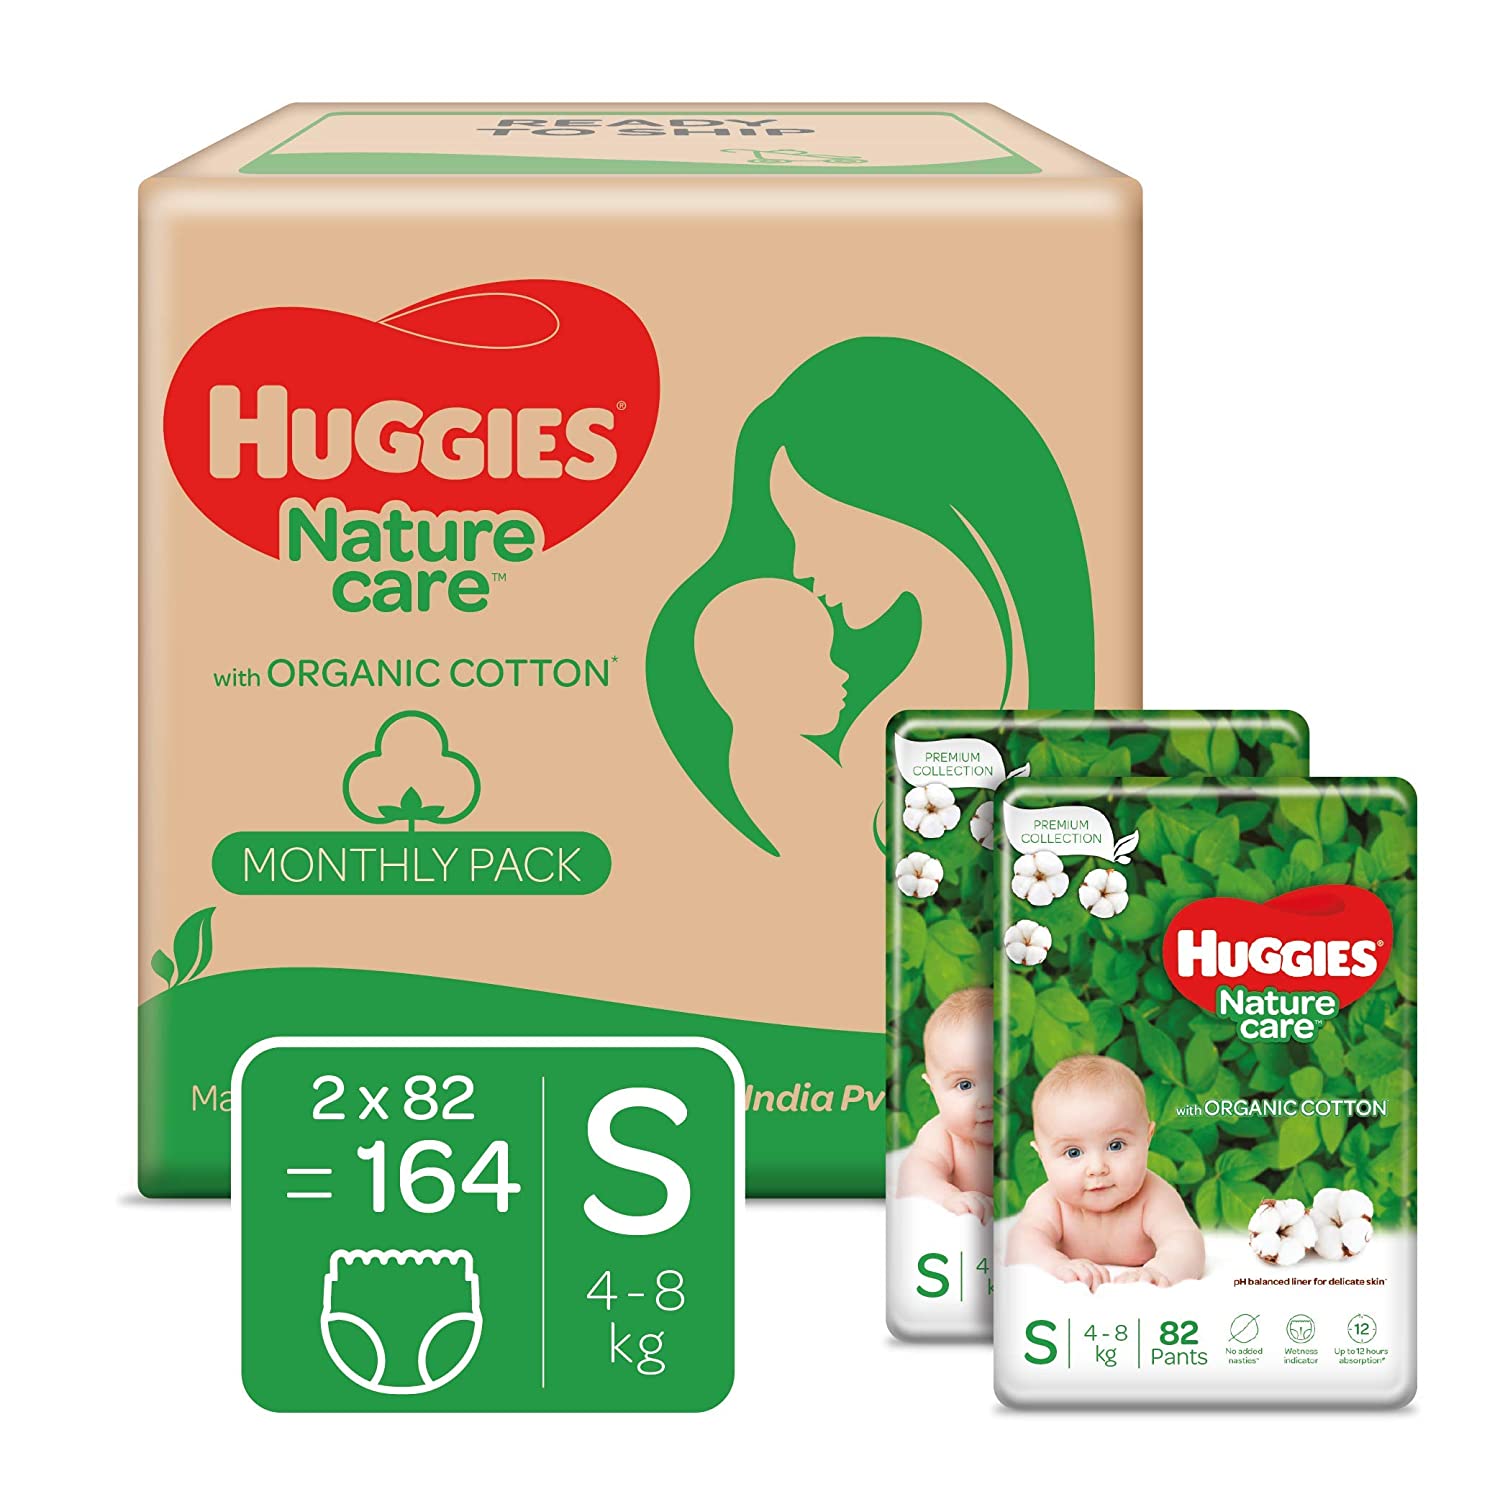 READY
TO SHIP
HUGGIES®
Nature
care™
with ORGANIC COTTON*
MONTHLY PACK
India
2 x 82
= 164
S
4 - 8
kg
PREMIUM
COLLECTION
S
4
PREMIUM
COLLECTION
HUGGIES®
Nature
care™
with ORGANIC COTTON*
pH balanced liner for delicate skin*
S
4 - 8
kg
82
Pants
No added
nasties*
Wetness
indicator
12
Up to 12 hours
absorption#